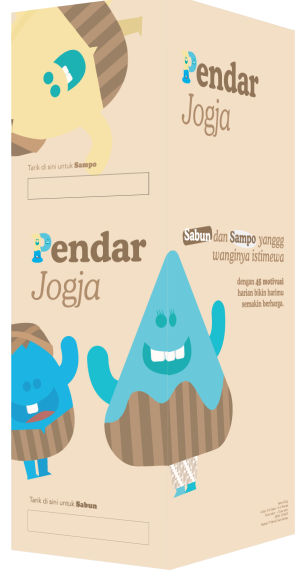 Tarik di sini untuk Sampo
Pendar
Jogja
Tarik di sini untuk Sabun
Pendar
Jogja
Sabun dan Sampo yanggg
wanginya istimewa
dengan 45 motivasi
harian bikin harimu
semakin berharga.